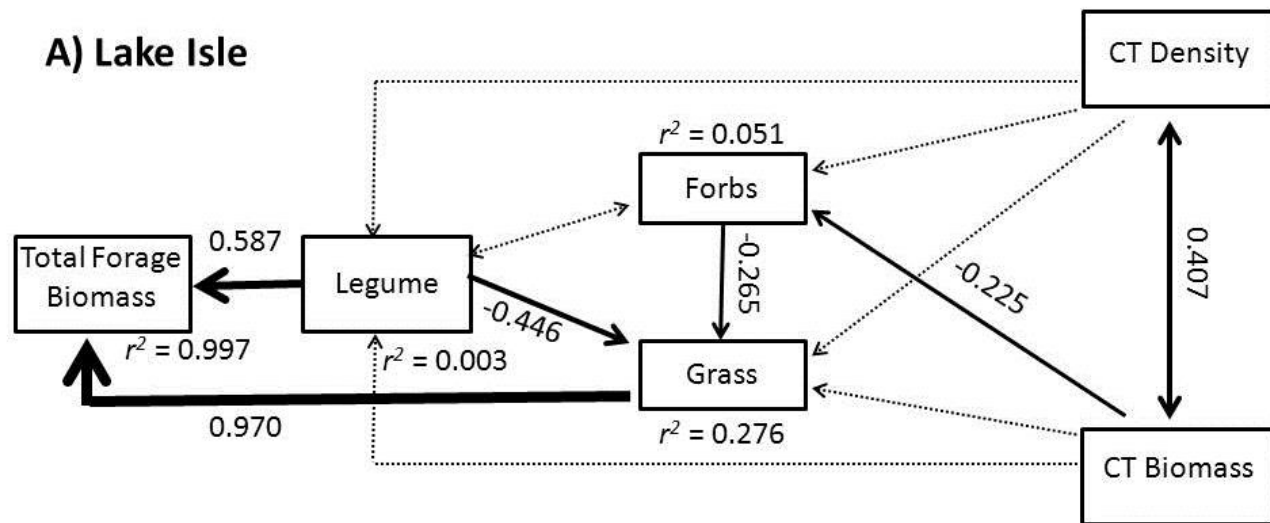 A) Lake Isle
CT Density
r² = 0.051
Forbs
0.587
Total Forage
Biomass
Legume
-0.265
0.407
-0.225
-0.446
r² = 0.997
r² = 0.003
Grass
0.970
r² = 0.276
CT Biomass